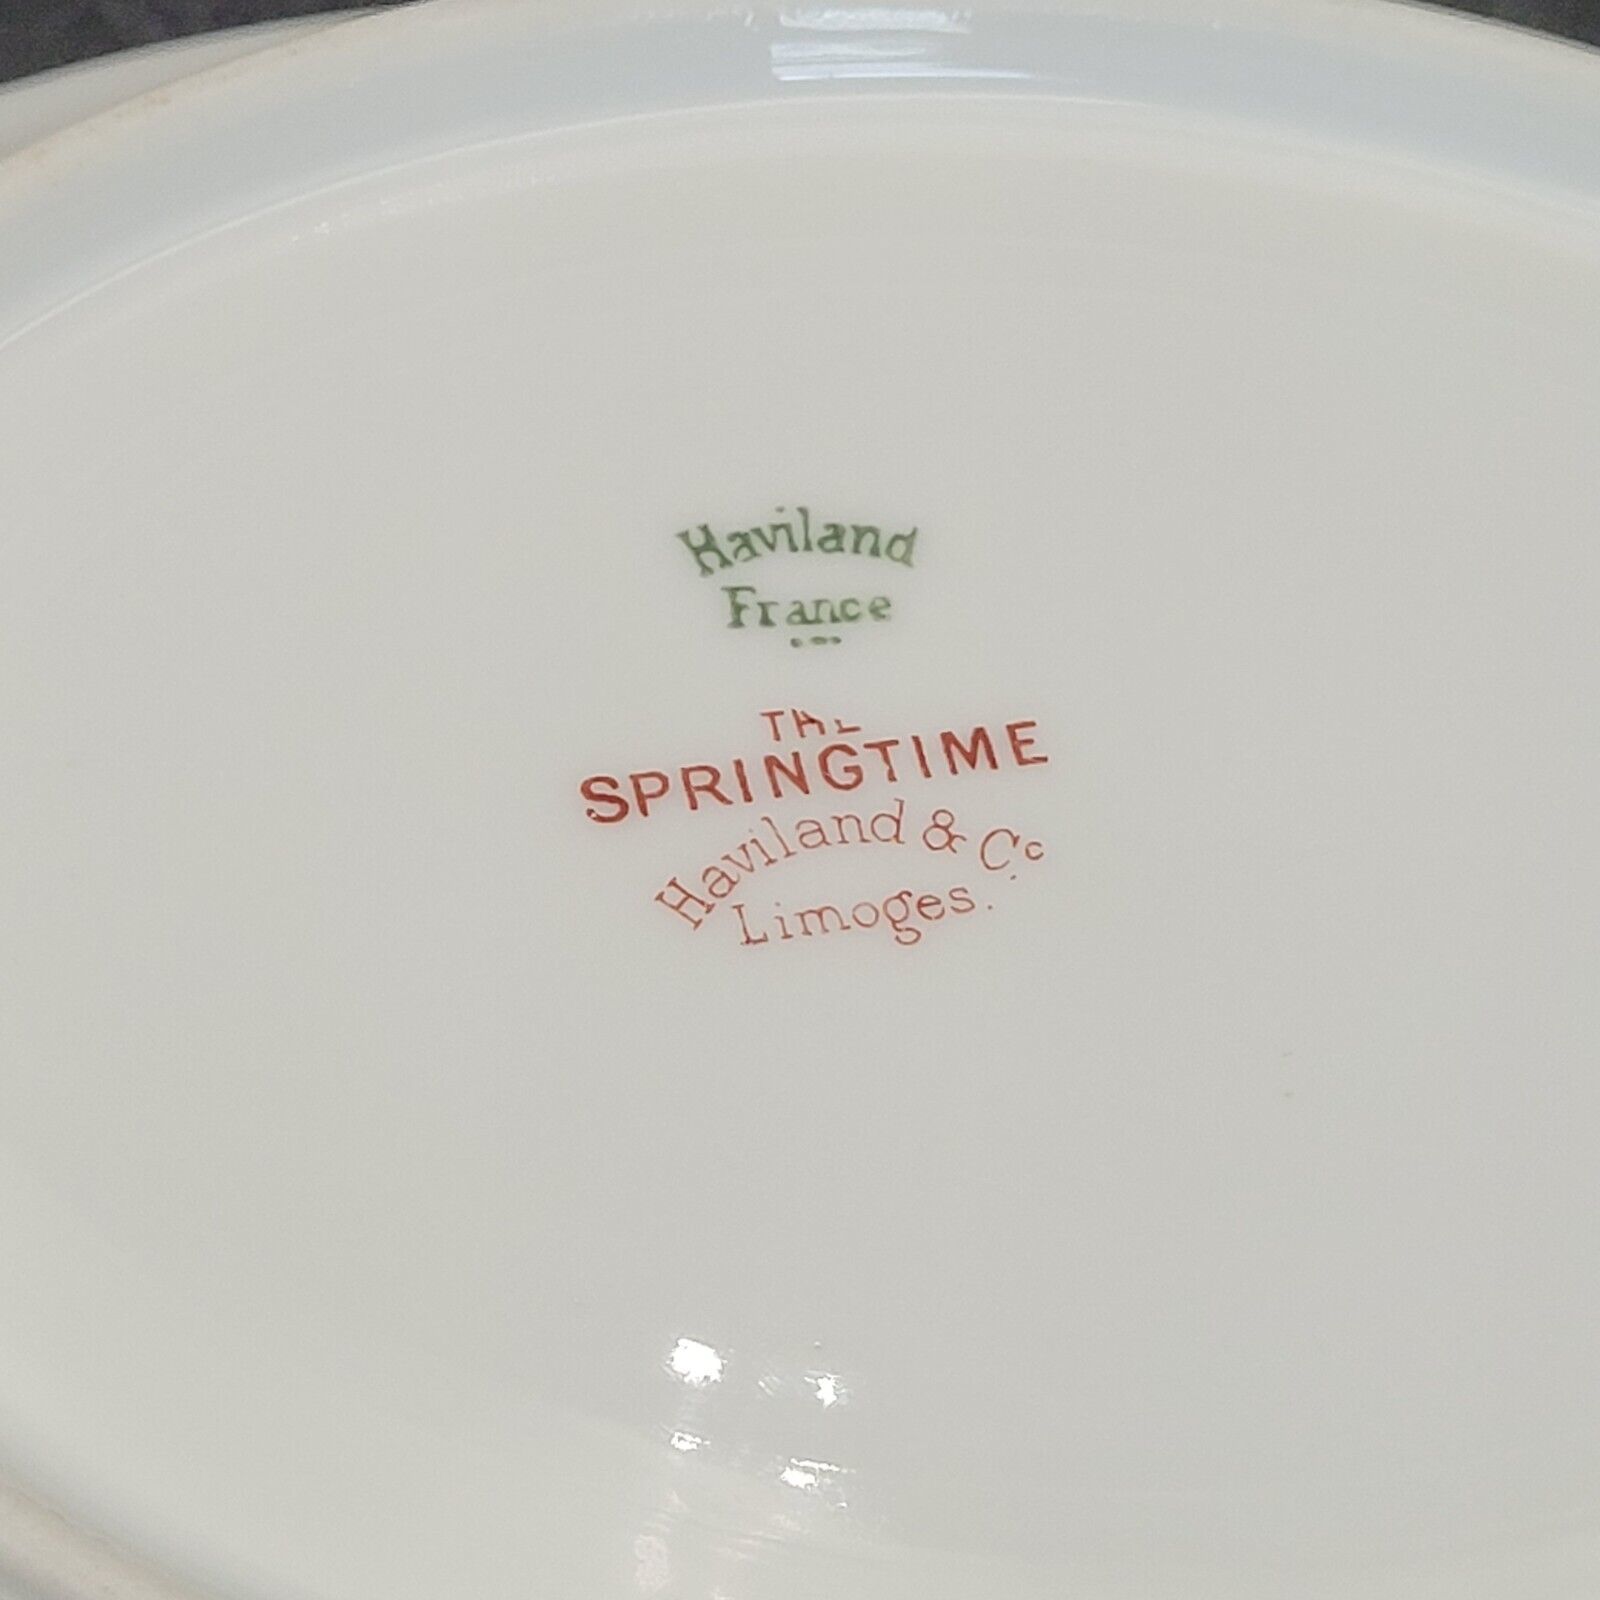 Haviland
France
THE
SPRINGTIME
Haviland & Co
Limoges.